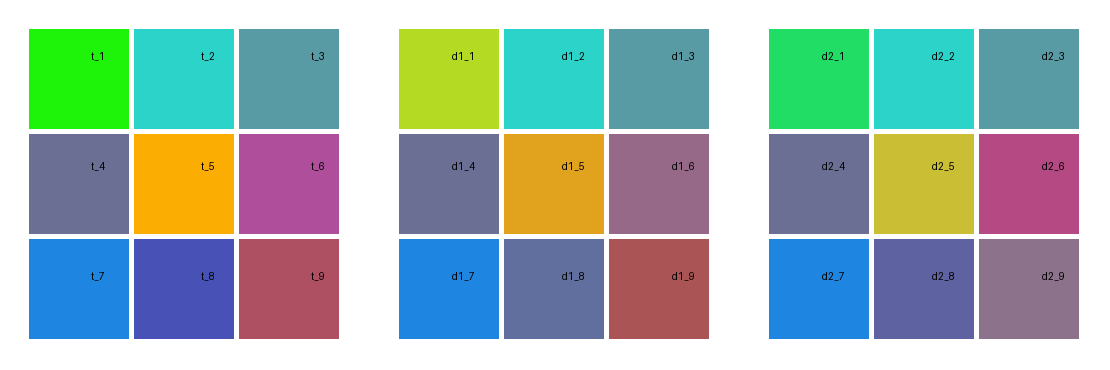 t_1 t_2 t_3 d1_1 d1_2 d1_3 d2_1 d2_2 d2_3
t_4 t_5 t_6 d1_4 d1_5 d1_6 d2_4 d2_5 d2_6
t_7 t_8 t_9 d1_7 d1_8 d1_9 d2_7 d2_8 d2_9